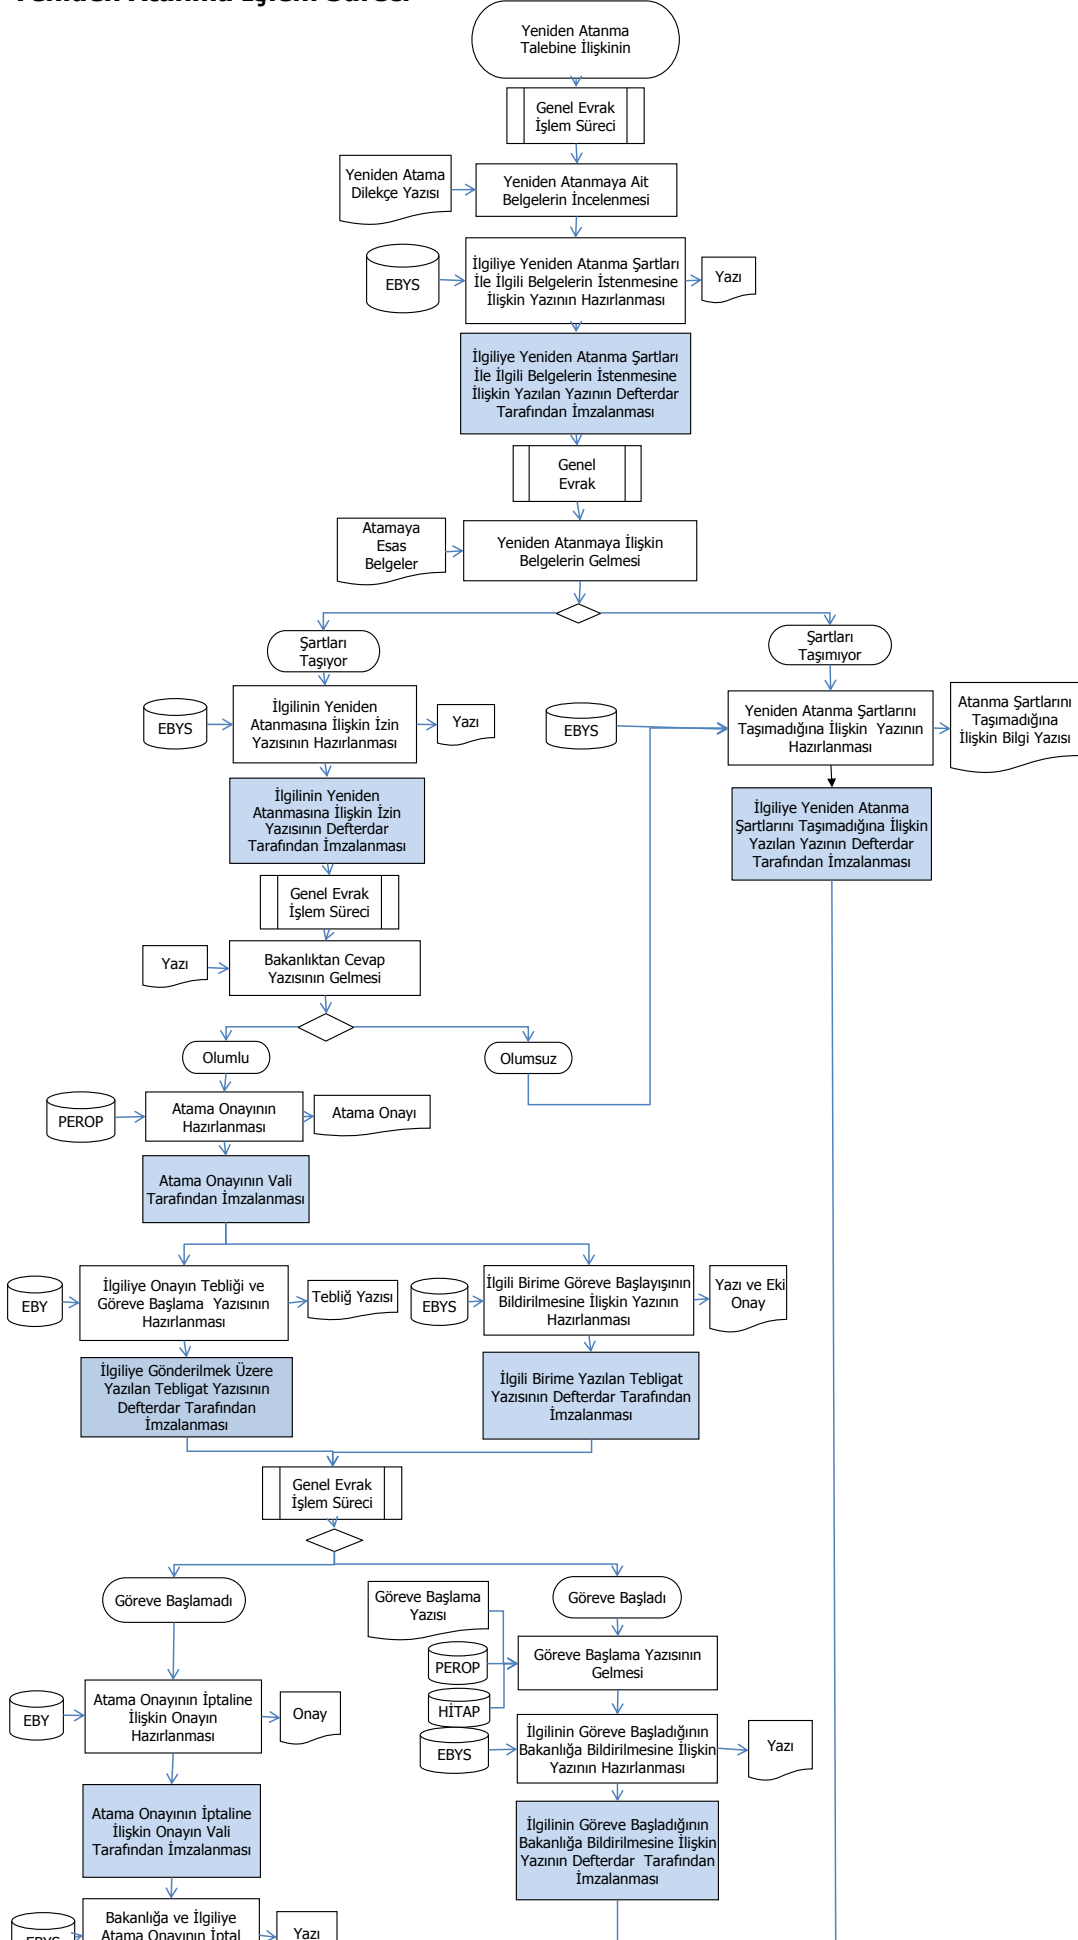 Yeniden Atanma İşlem Süreci
Yeniden Atanma
Talebine İlişkinin
Genel Evrak
İşlem Süreci
Yeniden Atama
Dilekçe Yazısı
Yeniden Atanmaya Ait
Belgelerin İncelenmesi
EBYS
İlgiliye Yeniden Atanma Şartları
İle İlgili Belgelerin İstenmesine
İlişkin Yazının Hazırlanması
Yazı
İlgiliye Yeniden Atanma Şartları
İle İlgili Belgelerin İstenmesine
İlişkin Yazılan Yazının Defterdar
Tarafından İmzalanması
Genel
Evrak
Atamaya
Esas
Belgeler
Yeniden Atanmaya İlişkin
Belgelerin Gelmesi
Şartları
Taşıyor
Şartları
Taşımıyor
EBYS
İlgilinin Yeniden
Atanmasına İlişkin İzin
Yazısının Hazırlanması
Yazı
EBYS
Yeniden Atanma Şartlarını
Taşımadığına İlişkin  Yazının
Hazırlanması
Atanma Şartlarını
Taşımadığına
İlişkin Bilgi Yazısı
İlgilinin Yeniden
Atanmasına İlişkin İzin
Yazısının Defterdar
Tarafından İmzalanması
İlgiliye Yeniden Atanma
Şartlarını Taşımadığına İlişkin
Yazılan Yazının Defterdar
Tarafından İmzalanması
Genel Evrak
İşlem Süreci
Yazı
Bakanlıktan Cevap
Yazısının Gelmesi
Olumlu
Olumsuz
PEROP
Atama Onayının
Hazırlanması
Atama Onayı
Atama Onayının Vali
Tarafından İmzalanması
EBY
İlgiliye Onayın Tebliği ve
Göreve Başlama  Yazısının
Hazırlanması
Tebliğ Yazısı
EBYS
İlgili Birime Göreve Başlayışının
Bildirilmesine İlişkin Yazının
Hazırlanması
Yazı ve Eki
Onay
İlgiliye Gönderilmek Üzere
Yazılan Tebligat Yazısının
Defterdar Tarafından
İmzalanması
İlgili Birime Yazılan Tebligat
Yazısının Defterdar Tarafından
İmzalanması
Genel Evrak
İşlem Süreci
Göreve Başlamadı
Göreve Başlama
Yazısı
Göreve Başladı
PEROP
HİTAP
Göreve Başlama Yazısının
Gelmesi
EBY
Atama Onayının İptaline
İlişkin Onayın
Hazırlanması
Onay
EBYS
İlgilinin Göreve Başladığının
Bakanlığa Bildirilmesine İlişkin
Yazının Hazırlanması
Yazı
Atama Onayının İptaline
İlişkin Onayın Vali
Tarafından İmzalanması
İlgilinin Göreve Başladığının
Bakanlığa Bildirilmesine İlişkin
Yazının Defterdar  Tarafından
İmzalanması
EBYS
Bakanlığa ve İlgiliye
Atama Onayının İptal
Yazı